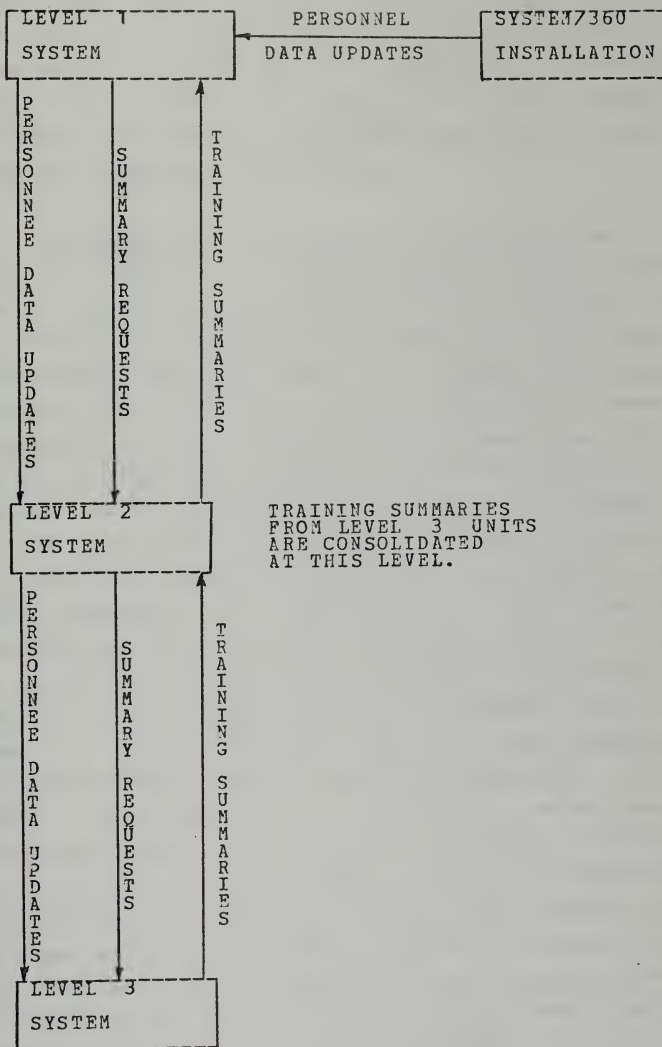 LEVEL 1
SYSTEM
PERSONNEL
DATA UPDATES
SYSTEM/360
INSTALLATION
PERSONNEE DATA UPDATES
SUMMARY REQUESTS
TRAINING SUMMARIES
LEVEL 2
SYSTEM
TRAINING SUMMARIES
FROM LEVEL 3 UNITS
ARE CONSOLIDATED
AT THIS LEVEL.
PERSONNEE DATA UPDATES
SUMMARY REQUESTS
TRAINING SUMMARIES
LEVEL 3
SYSTEM